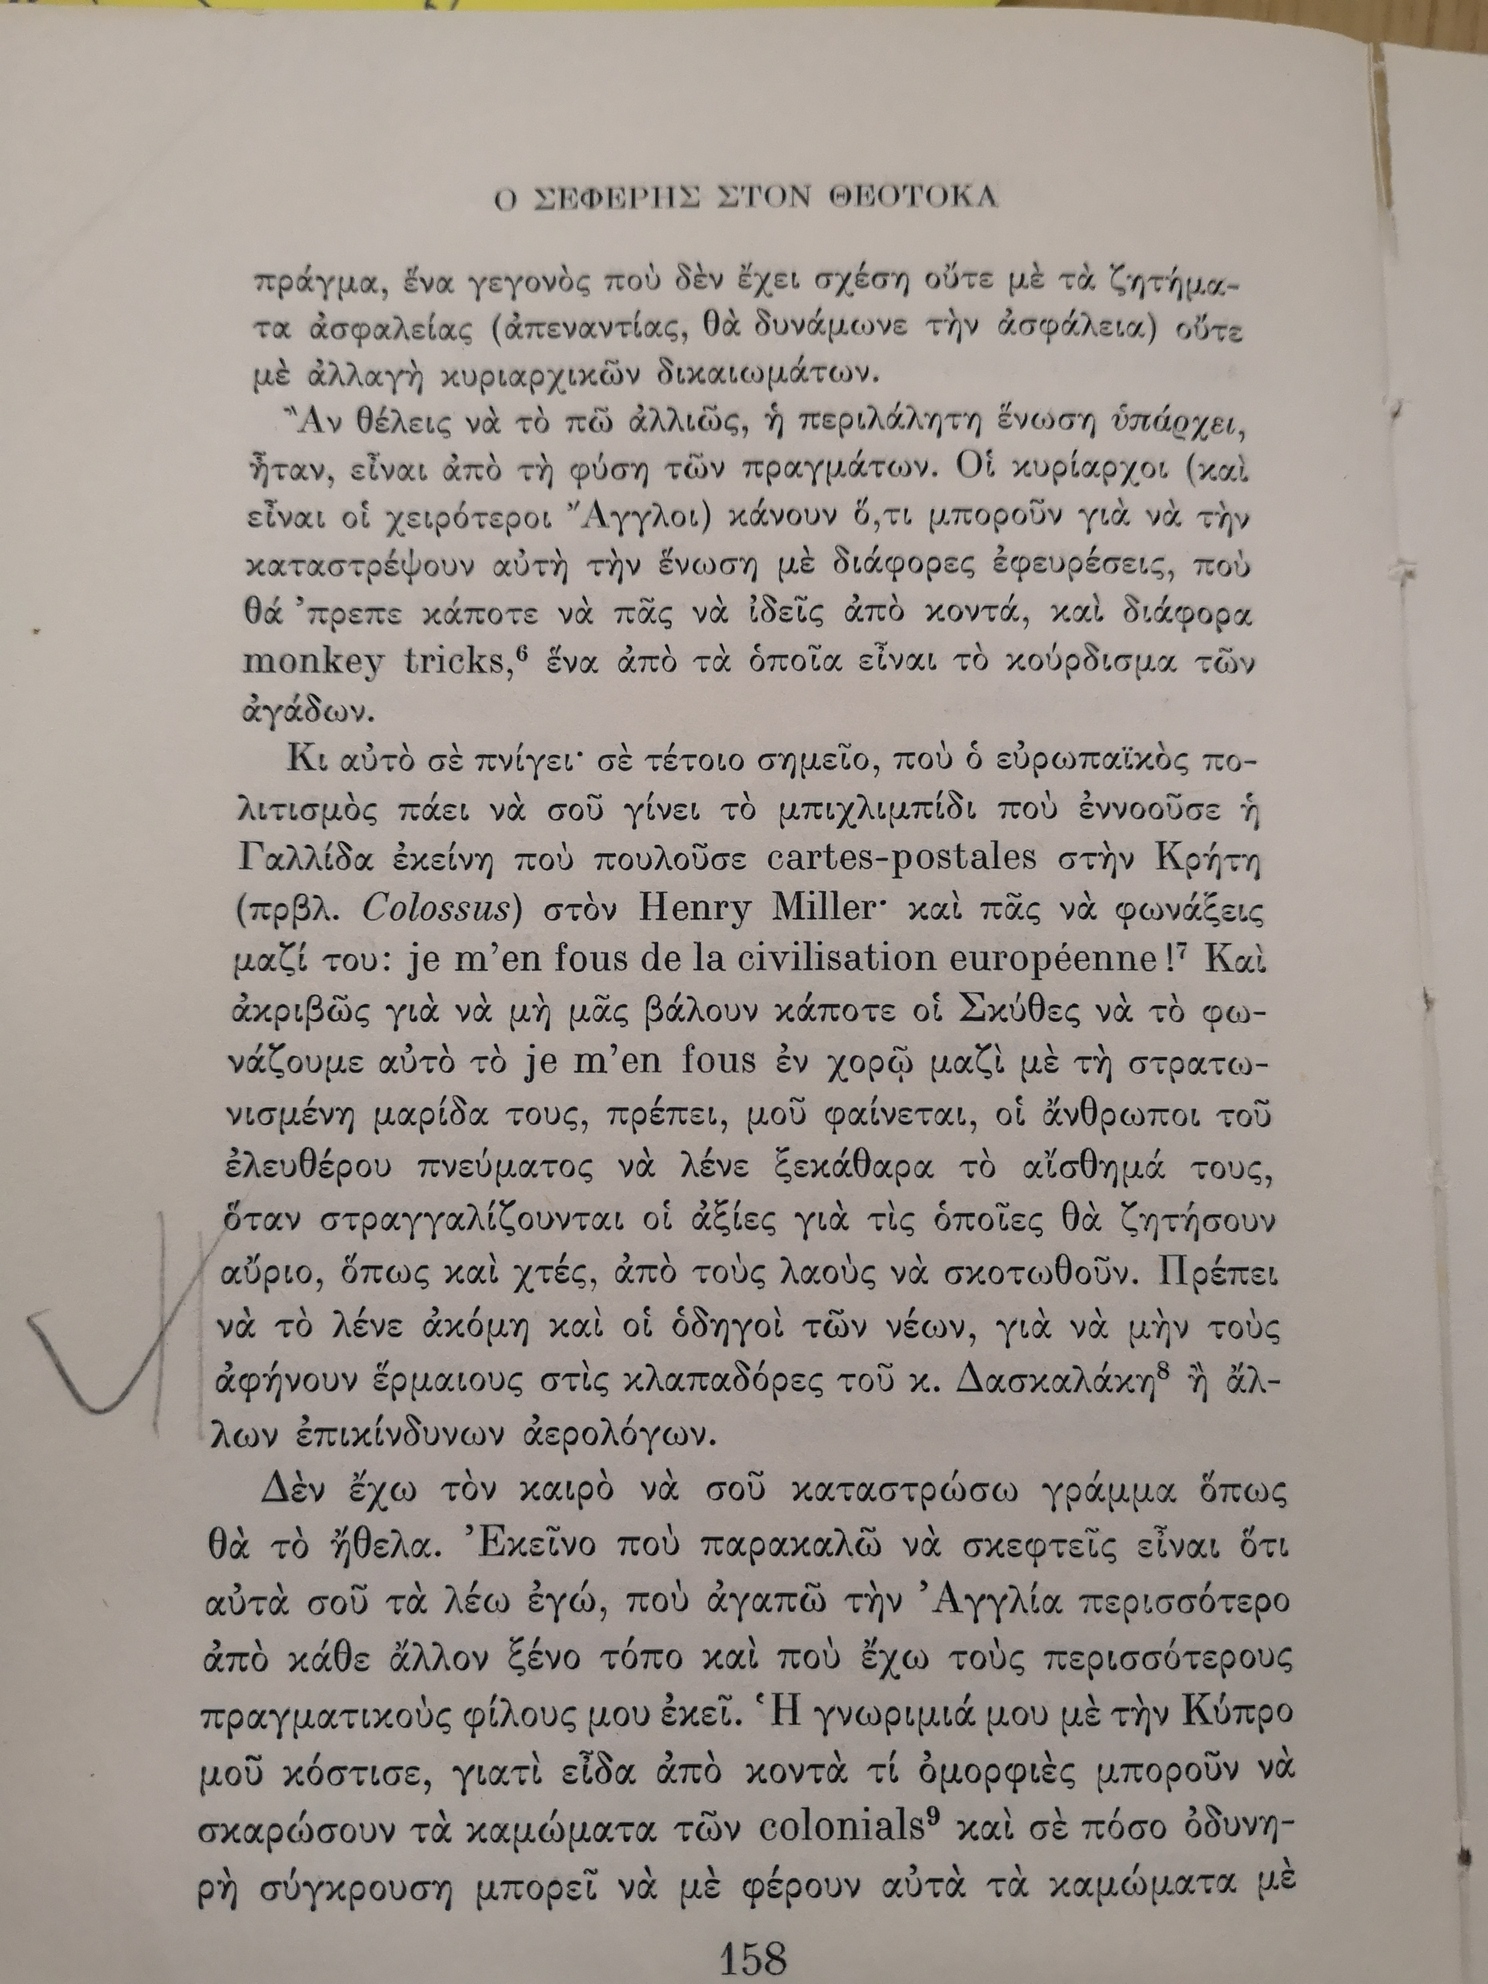 Ο ΣΕΦΕΡΗΣ ΣΤΟΝ ΘΕΟΤΟΚΑ
πράγμα, ἕνα γεγονὸς ποὺ δὲν ἔχει σχέση οὔτε μὲ τὰ ζητήμα-
τα ἀσφαλείας (ἀπεναντίας, θὰ δυνάμωνε τὴν ἀσφάλεια) οὔτε
μὲ ἀλλαγὴ κυριαρχικῶν δικαιωμάτων.
Ἂν θέλεις νὰ τὸ πῶ ἀλλιῶς, ἡ περιλάλητη ἕνωση ὑπάρχει,
ἦταν, εἶναι ἀπὸ τὴ φύση τῶν πραγμάτων. Οἱ κυρίαρχοι (καὶ
εἶναι οἱ χειρότεροι Ἄγγλοι) κάνουν ὅ,τι μποροῦν γιὰ νὰ τὴν
καταστρέψουν αὐτὴ τὴν ἕνωση μὲ διάφορες ἐφευρέσεις, ποὺ
θά ’πρεπε κάποτε νὰ πᾶς νὰ ἰδεῖς ἀπὸ κοντά, καὶ διάφορα
monkey tricks,⁶ ἕνα ἀπὸ τὰ ὁποῖα εἶναι τὸ κούρδισμα τῶν
ἀγάδων.
Κι αὐτὸ σὲ πνίγει· σὲ τέτοιο σημεῖο, ποὺ ὁ εὐρωπαϊκὸς πο-
λιτισμὸς πάει νὰ σοῦ γίνει τὸ μπιχλιμπίδι ποὺ ἐννοοῦσε ἡ
Γαλλίδα ἐκείνη ποὺ πουλοῦσε cartes-postales στὴν Κρήτη
(πρβλ. Colossus) στὸν Henry Miller· καὶ πᾶς νὰ φωνάξεις
μαζί του: je m’en fous de la civilisation européenne!⁷ Καὶ
ἀκριβῶς γιὰ νὰ μὴ μᾶς βάλουν κάποτε οἱ Σκύθες νὰ τὸ φω-
νάζουμε αὐτὸ τὸ je m’en fous ἐν χορῷ μαζὶ μὲ τὴ στρατω-
νισμένη μαρίδα τους, πρέπει, μοῦ φαίνεται, οἱ ἄνθρωποι τοῦ
ἐλευθέρου πνεύματος νὰ λένε ξεκάθαρα τὸ αἴσθημά τους,
ὅταν στραγγαλίζουνται οἱ ἀξίες γιὰ τὶς ὁποῖες θὰ ζητήσουν
αὔριο, ὅπως καὶ χτές, ἀπὸ τοὺς λαοὺς νὰ σκοτωθοῦν. Πρέπει
νὰ τὸ λένε ἀκόμη καὶ οἱ ὁδηγοὶ τῶν νέων, γιὰ νὰ μὴν τοὺς
ἀφήνουν ἕρμαιους στὶς κλαπαδόρες τοῦ κ. Δασκαλάκη⁸ ἢ ἄλ-
λων ἐπικίνδυνων ἀερολόγων.
Δὲν ἔχω τὸν καιρὸ νὰ σοῦ καταστρώσω γράμμα ὅπως
θὰ τὸ ἤθελα. Ἐκεῖνο ποὺ παρακαλῶ νὰ σκεφτεῖς εἶναι ὅτι
αὐτὰ σοῦ τὰ λέω ἐγώ, ποὺ ἀγαπῶ τὴν Ἀγγλία περισσότερο
ἀπὸ κάθε ἄλλον ξένο τόπο καὶ ποὺ ἔχω τοὺς περισσότερους
πραγματικοὺς φίλους μου ἐκεῖ. Ἡ γνωριμιά μου μὲ τὴν Κύπρο
μοῦ κόστισε, γιατὶ εἶδα ἀπὸ κοντὰ τί ὀμορφιὲς μποροῦν νὰ
σκαρώσουν τὰ καμώματα τῶν colonials⁹ καὶ σὲ πόσο ὀδυνη-
ρὴ σύγκρουση μπορεῖ νὰ μὲ φέρουν αὐτὰ τὰ καμώματα μὲ
158